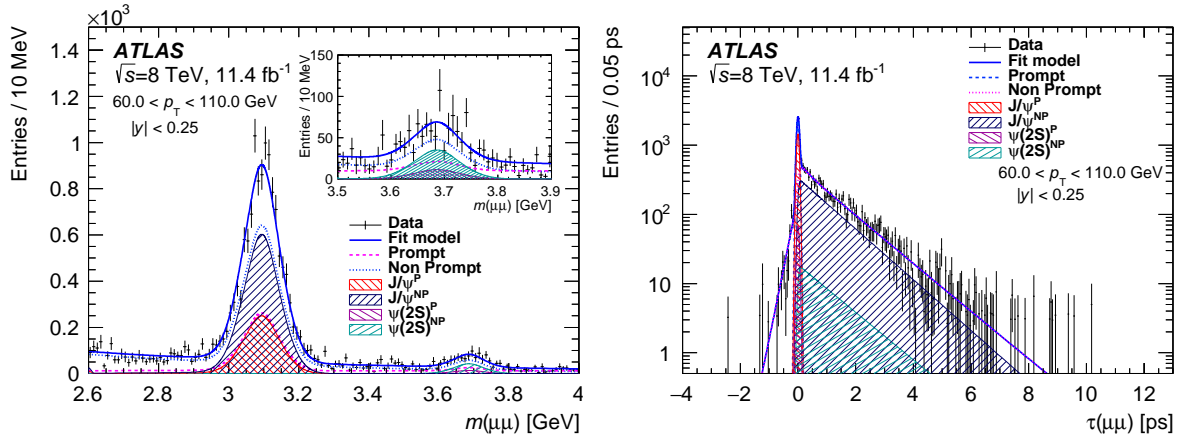 ×10³
Entries / 10 MeV
1.4
1.2
1
0.8
0.6
0.4
0.2
0
2.6 2.8 3 3.2 3.4 3.6 3.8 4
m(μμ) [GeV]
ATLAS
√s=8 TeV, 11.4 fb⁻¹
60.0 < pT < 110.0 GeV
|y| < 0.25
Entries / 10 MeV
150
100
50
0
3.5 3.6 3.7 3.8 3.9
m(μμ) [GeV]
Data
Fit model
Prompt
Non Prompt
J/ψᴾ
J/ψᴺᴾ
ψ(2S)ᴾ
ψ(2S)ᴺᴾ
Entries / 0.05 ps
10⁴
10³
10²
10
1
−4 −2 0 2 4 6 8 10 12
τ(μμ) [ps]
ATLAS
√s=8 TeV, 11.4 fb⁻¹
Data
Fit model
Prompt
Non Prompt
J/ψᴾ
J/ψᴺᴾ
ψ(2S)ᴾ
ψ(2S)ᴺᴾ
60.0 < pT < 110.0 GeV
|y| < 0.25